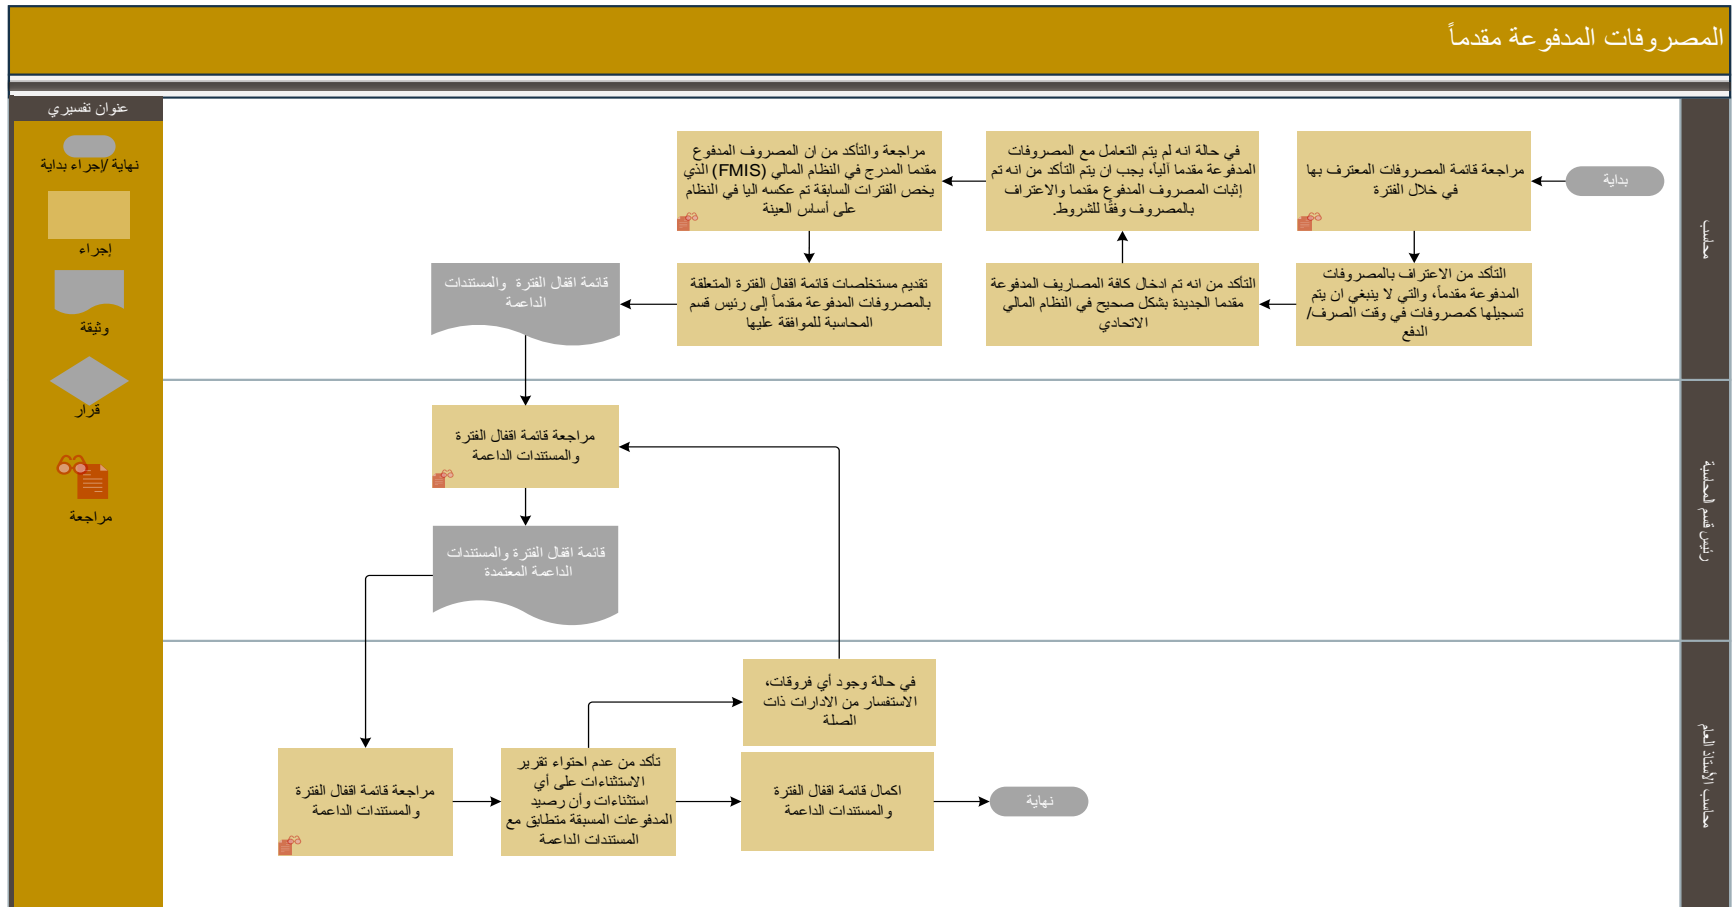 المصروفات المدفوعة مقدماً
محاسب
بداية
مراجعة قائمة المصروفات المعترف بها
في خلال الفترة
التأكد من الاعتراف بالمصروفات
المدفوعة مقدماً، والتي لا ينبغي ان يتم
تسجيلها كمصروفات في وقت الصرف/
الدفع
التأكد من انه تم ادخال كافة المصاريف المدفوعة
مقدما الجديدة بشكل صحيح في النظام المالي
الاتحادي
في حالة انه لم يتم التعامل مع المصروفات
المدفوعة مقدما آلياً، يجب ان يتم التأكد من انه تم
إثبات المصروف المدفوع مقدما والاعتراف
بالمصروف وفقًا للشروط.
مراجعة والتأكد من ان المصروف المدفوع
مقدما المدرج في النظام المالي (FMIS) الذي
يخص الفترات السابقة تم عكسه اليا في النظام
على أساس العينة
تقديم مستخلصات قائمة اقفال الفترة المتعلقة
بالمصروفات المدفوعة مقدماً إلى رئيس قسم
المحاسبة للموافقة عليها
قائمة اقفال الفترة والمستندات
الداعمة
رئيس قسم المحاسبة
مراجعة قائمة اقفال الفترة
والمستندات الداعمة
قائمة اقفال الفترة والمستندات
الداعمة المعتمدة
محاسب الأستاذ العام
مراجعة قائمة اقفال الفترة
والمستندات الداعمة
تأكد من عدم احتواء تقرير
الاستثناءات على أي
استثناءات وأن رصيد
المدفوعات المسبقة متطابق مع
المستندات الداعمة
في حالة وجود أي فروقات،
الاستفسار من الادارات ذات
الصلة
اكمال قائمة اقفال الفترة
والمستندات الداعمة
نهاية
عنوان تفسيري
نهاية /إجراء بداية
إجراء
وثيقة
قرار
مراجعة